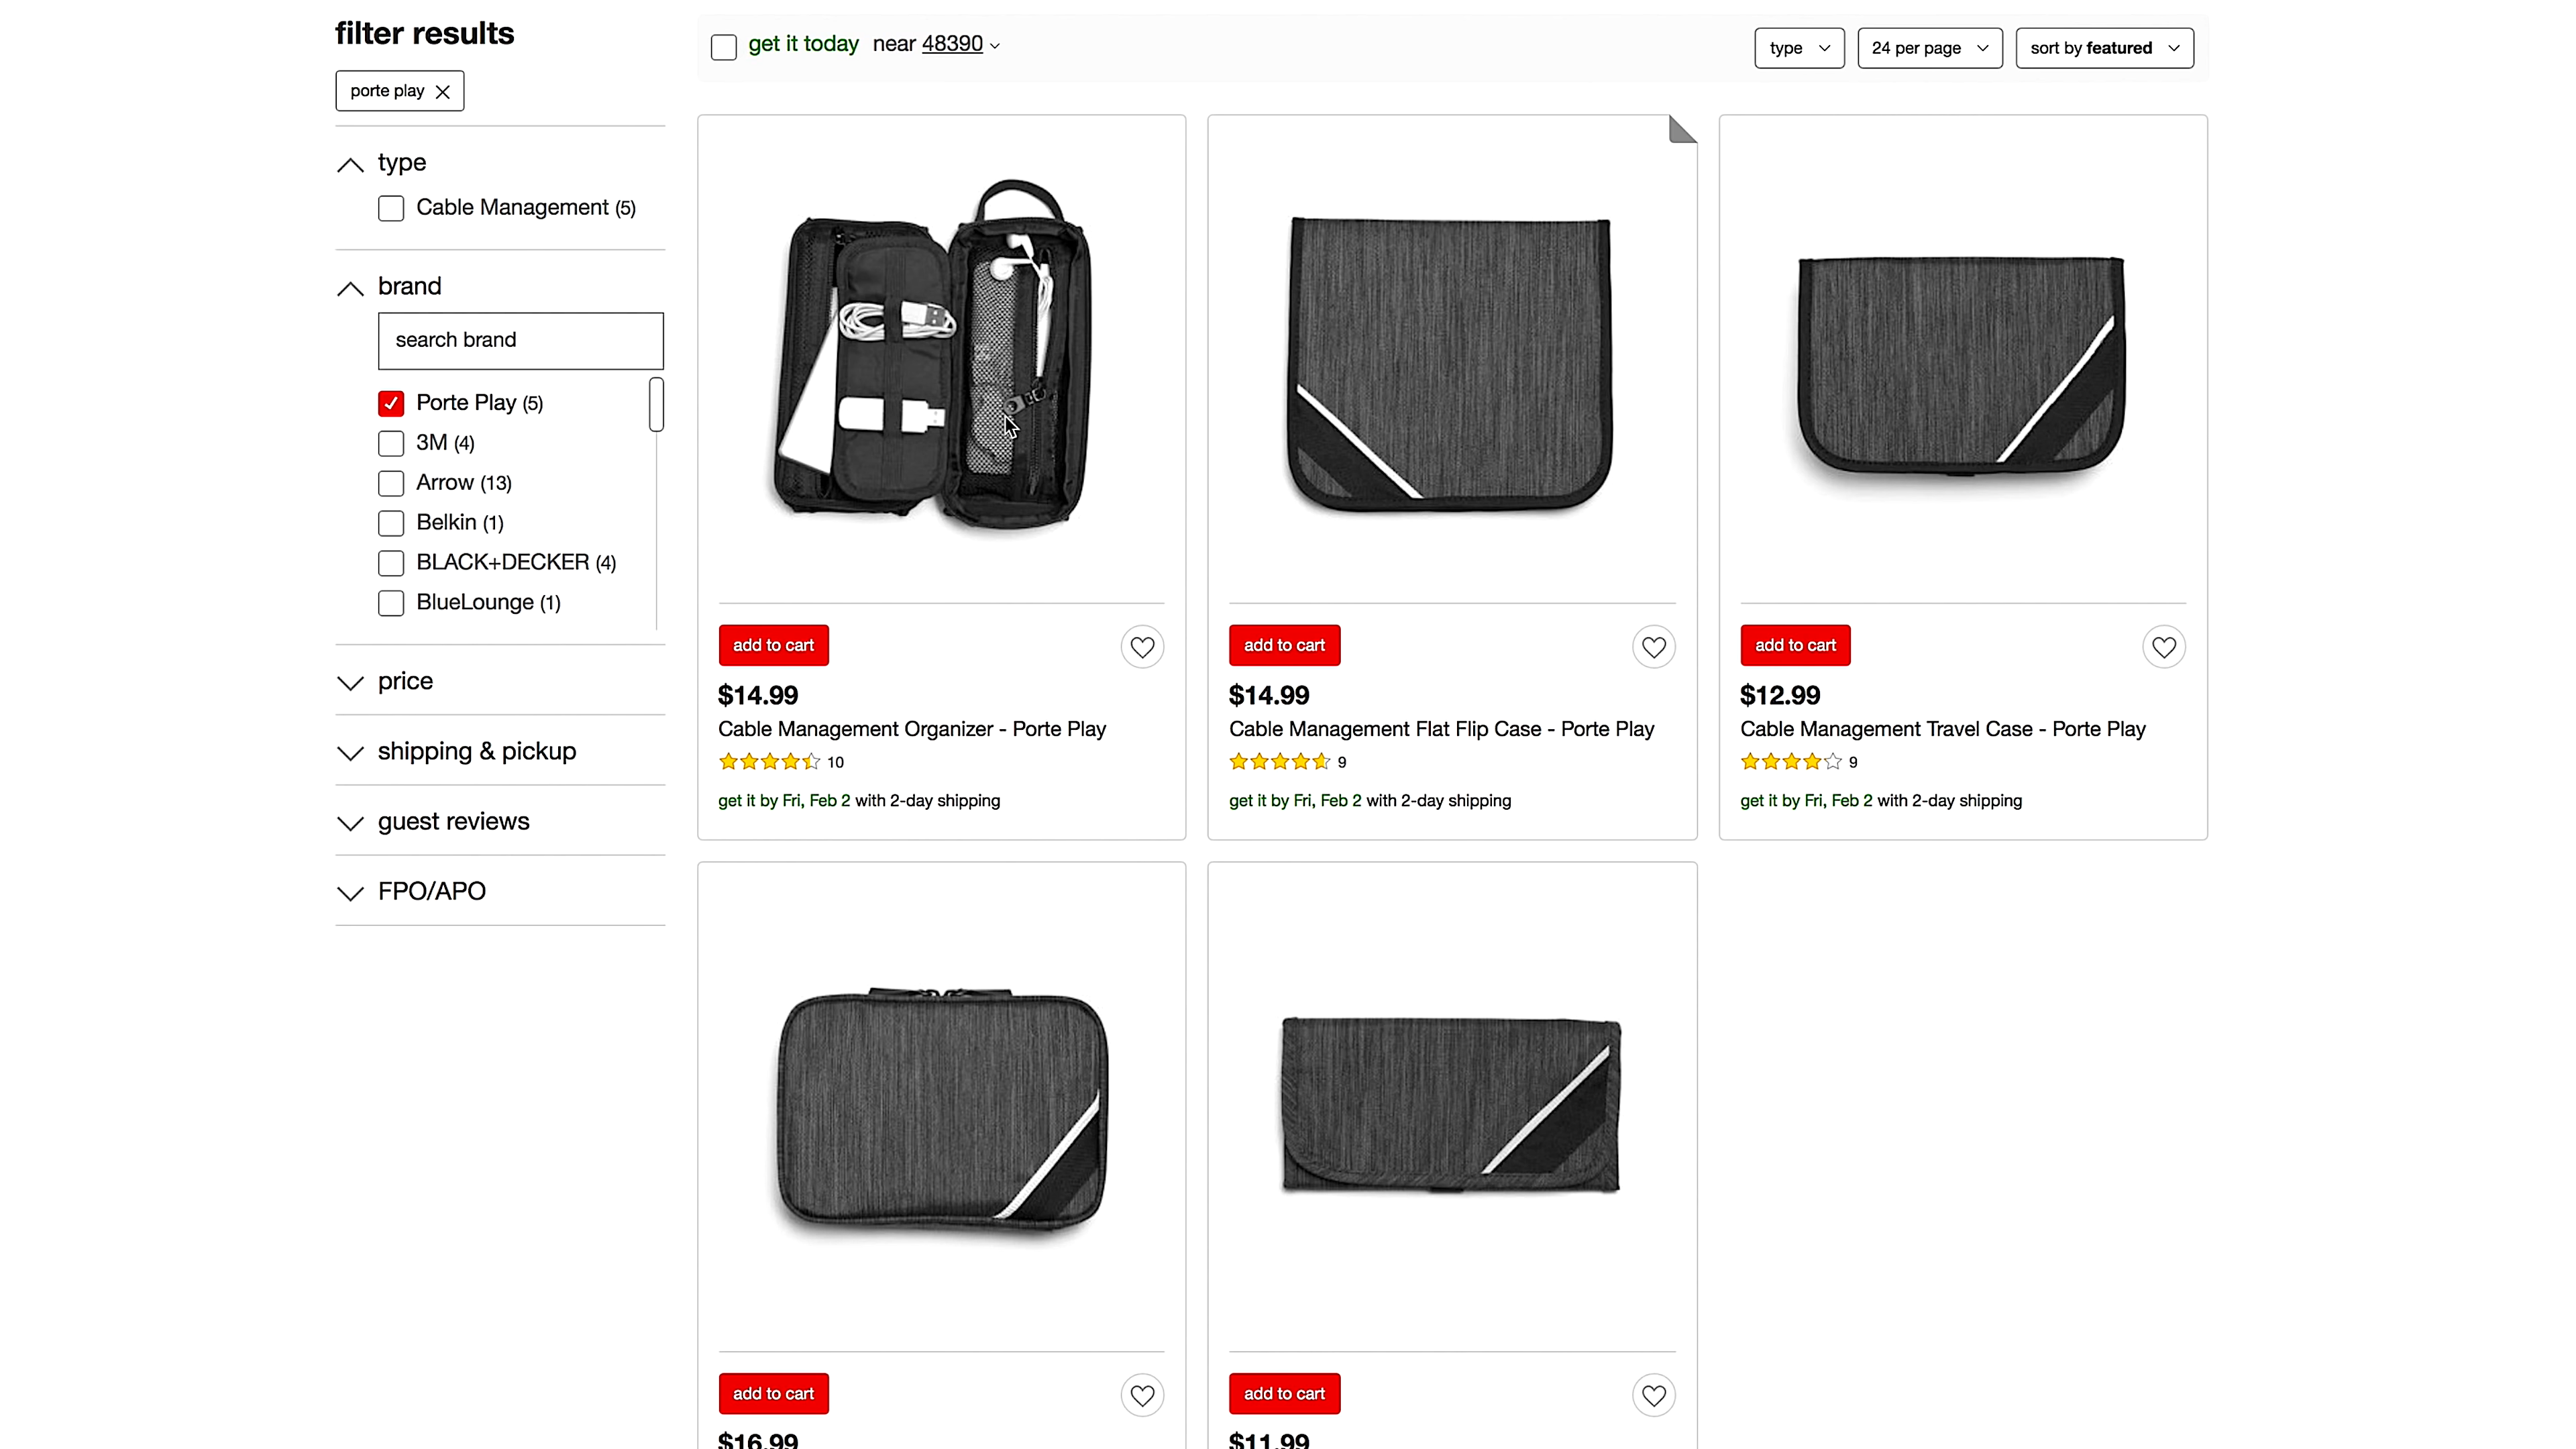 filter results
porte play
type
Cable Management (5)
brand
search brand
Porte Play (5)
3M (4)
Arrow (13)
Belkin (1)
BLACK+DECKER (4)
BlueLounge (1)
price
shipping & pickup
guest reviews
FPO/APO
get it today near 48390
type
24 per page
sort by featured
add to cart
$14.99
Cable Management Organizer - Porte Play
10
get it by Fri, Feb 2 with 2-day shipping
add to cart
$14.99
Cable Management Flat Flip Case - Porte Play
9
get it by Fri, Feb 2 with 2-day shipping
add to cart
$12.99
Cable Management Travel Case - Porte Play
9
get it by Fri, Feb 2 with 2-day shipping
add to cart
$16.99
add to cart
$11.99